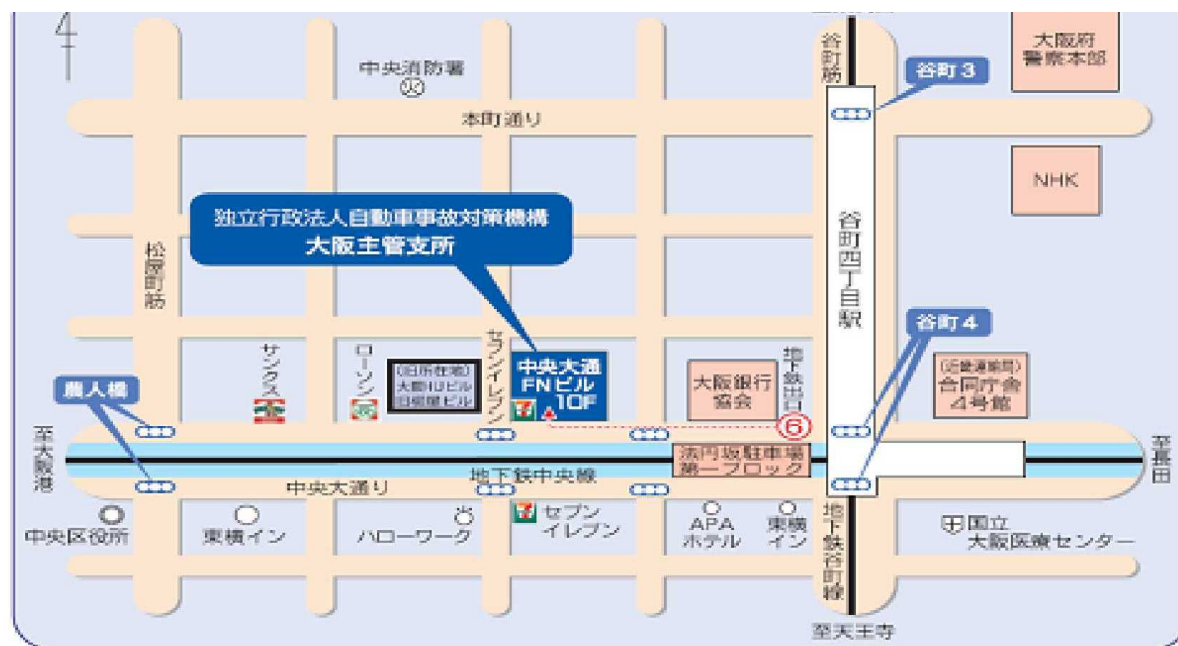 4
中央消防署
火
谷町筋
谷町3
大阪府
警察本部
本町通り
NHK
独立行政法人自動車事故対策機構
大阪主管支所
松屋町筋
谷町四丁目駅
谷町4
サンクス
ローソン
(旧所在地)
セブンイレブン
7
中央大通
FNビル
10F
大阪銀行
協会
地下鉄出口
⑥
(近畿運輸局)
合同庁舎
4号館
農人橋
至大阪港
法円坂駐車場
第一ブロック
地下鉄中央線
中央大通り
至長田
中央区役所
東横イン
ハローワーク
7
セブン
イレブン
APA
ホテル
東横
イン
地下鉄谷町線
国立
大阪医療センター
至天王寺